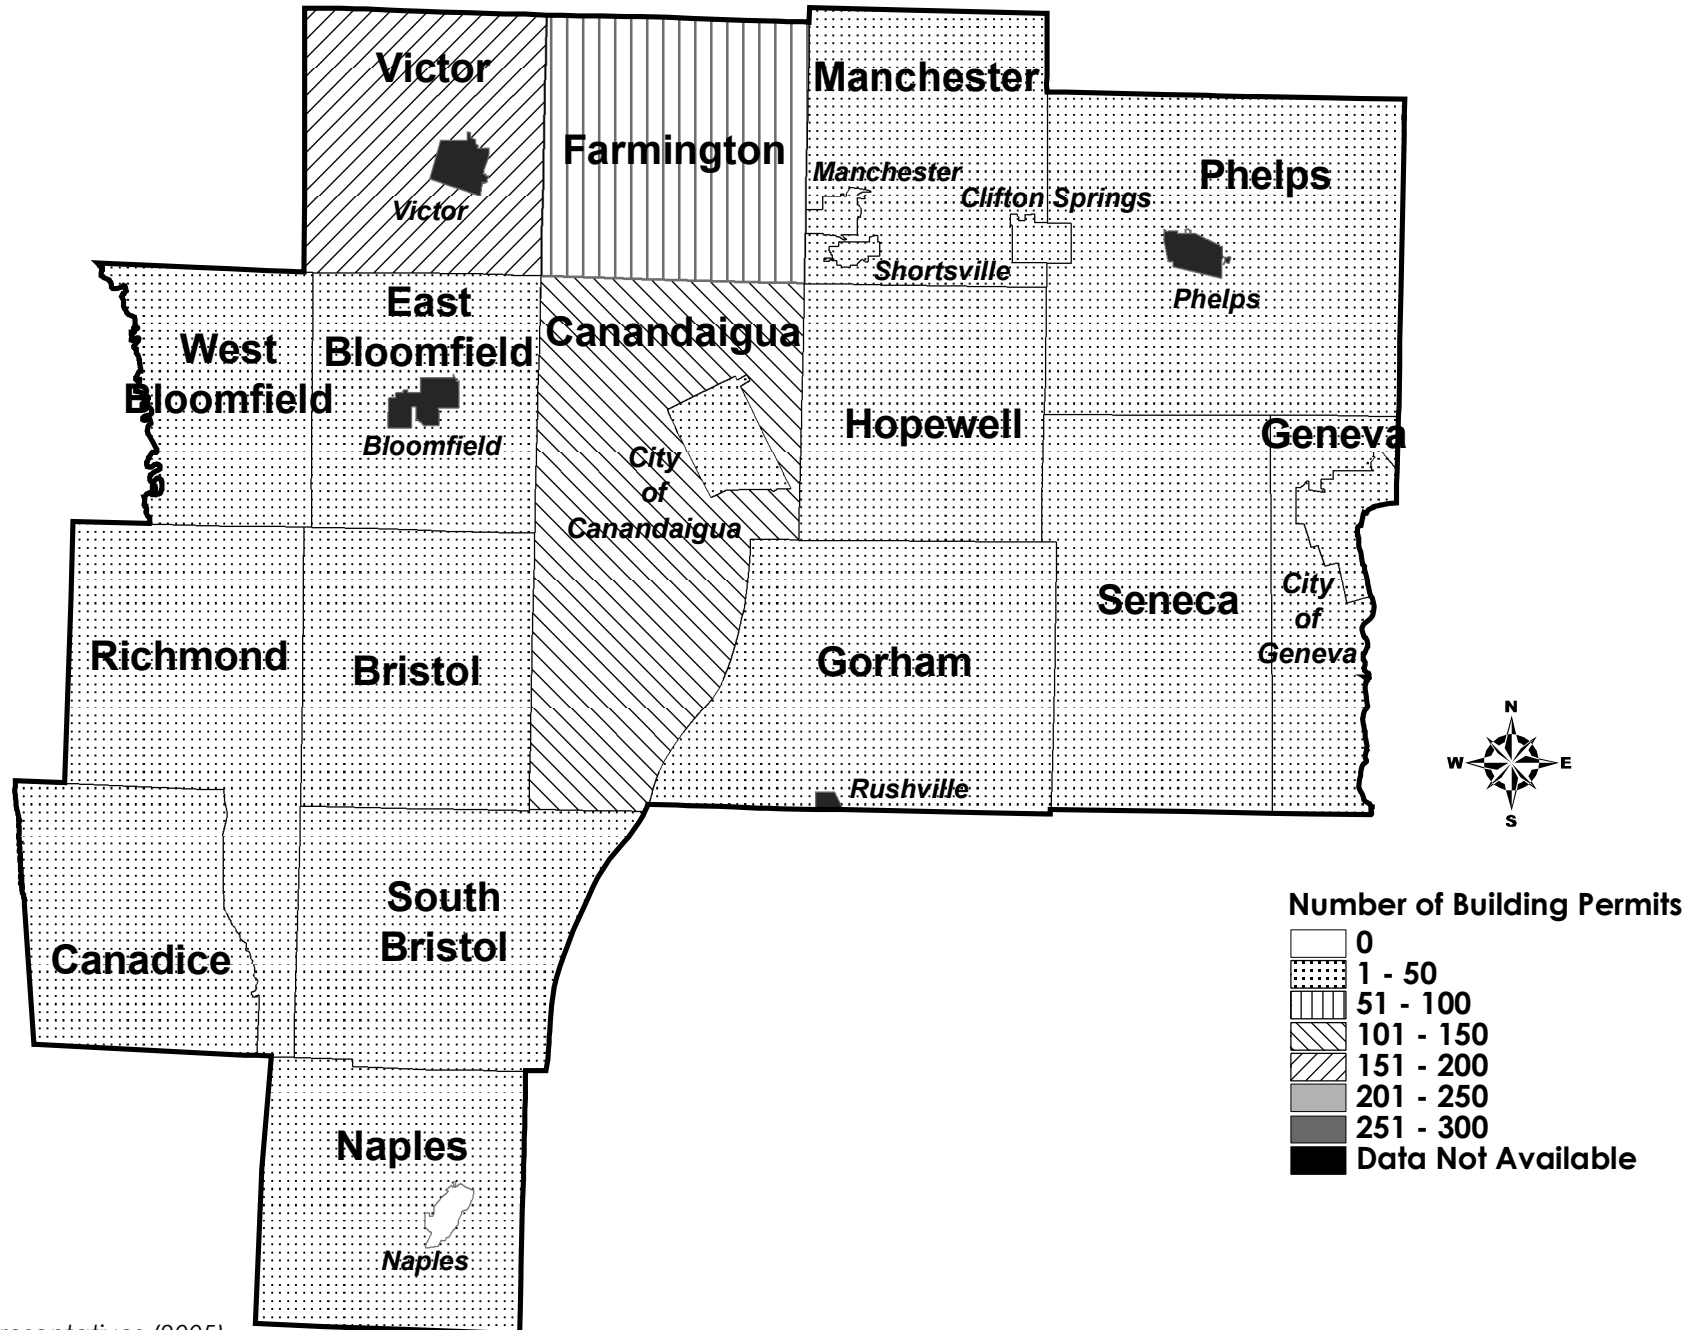 Victor
Manchester
Farmington
Manchester
Phelps
Clifton Springs
Victor
Shortsville
Phelps
East
Bloomfield
West
Bloomfield
Canandaigua
Bloomfield
Hopewell
Geneva
City
of
Canandaigua
Seneca
City
of
Geneva
Richmond
Bristol
Gorham
Rushville
N
W
E
S
South
Bristol
Canadice
Naples
Naples
Number of Building Permits
0
1 - 50
51 - 100
101 - 150
151 - 200
201 - 250
251 - 300
Data Not Available